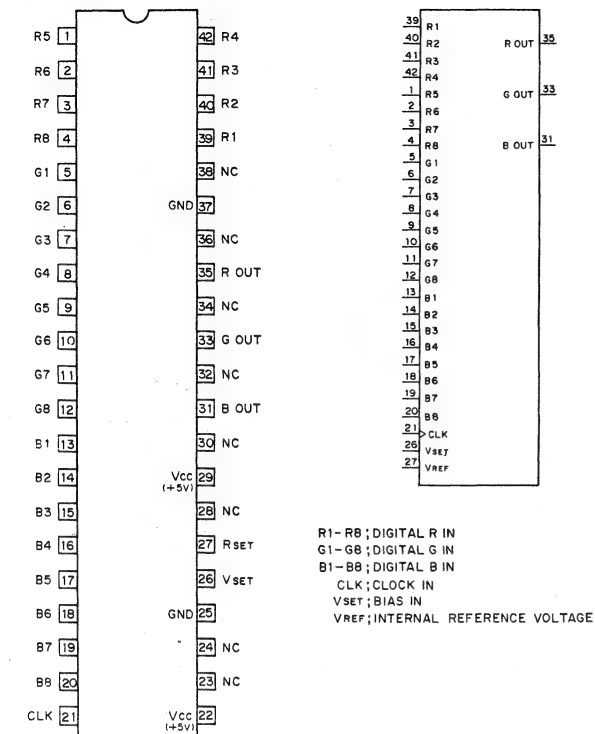 R5 1 42 R4
R6 2 41 R3
R7 3 40 R2
R8 4 39 R1
G1 5 38 NC
G2 6 GND 37
G3 7 36 NC
G4 8 35 R OUT
G5 9 34 NC
G6 10 33 G OUT
G7 11 32 NC
G8 12 31 B OUT
B1 13 30 NC
B2 14 Vcc 29
(+5V)
B3 15 28 NC
B4 16 27 RSET
B5 17 26 VSET
B6 18 GND 25
B7 19 24 NC
B8 20 23 NC
CLK 21 Vcc 22
(+5V)
39 R1
40 R2 R OUT 35
41 R3
42 R4
1 R5 G OUT 33
2 R6
3 R7
4 R8 B OUT 31
5 G1
6 G2
7 G3
8 G4
9 G5
10 G6
11 G7
12 G8
13 B1
14 B2
15 B3
16 B4
17 B5
18 B6
19 B7
20 B8
21 CLK
26 VSET
27 VREF
R1-R8; DIGITAL R IN
G1-G8; DIGITAL G IN
B1-B8; DIGITAL B IN
CLK; CLOCK IN
VSET; BIAS IN
VREF; INTERNAL REFERENCE VOLTAGE